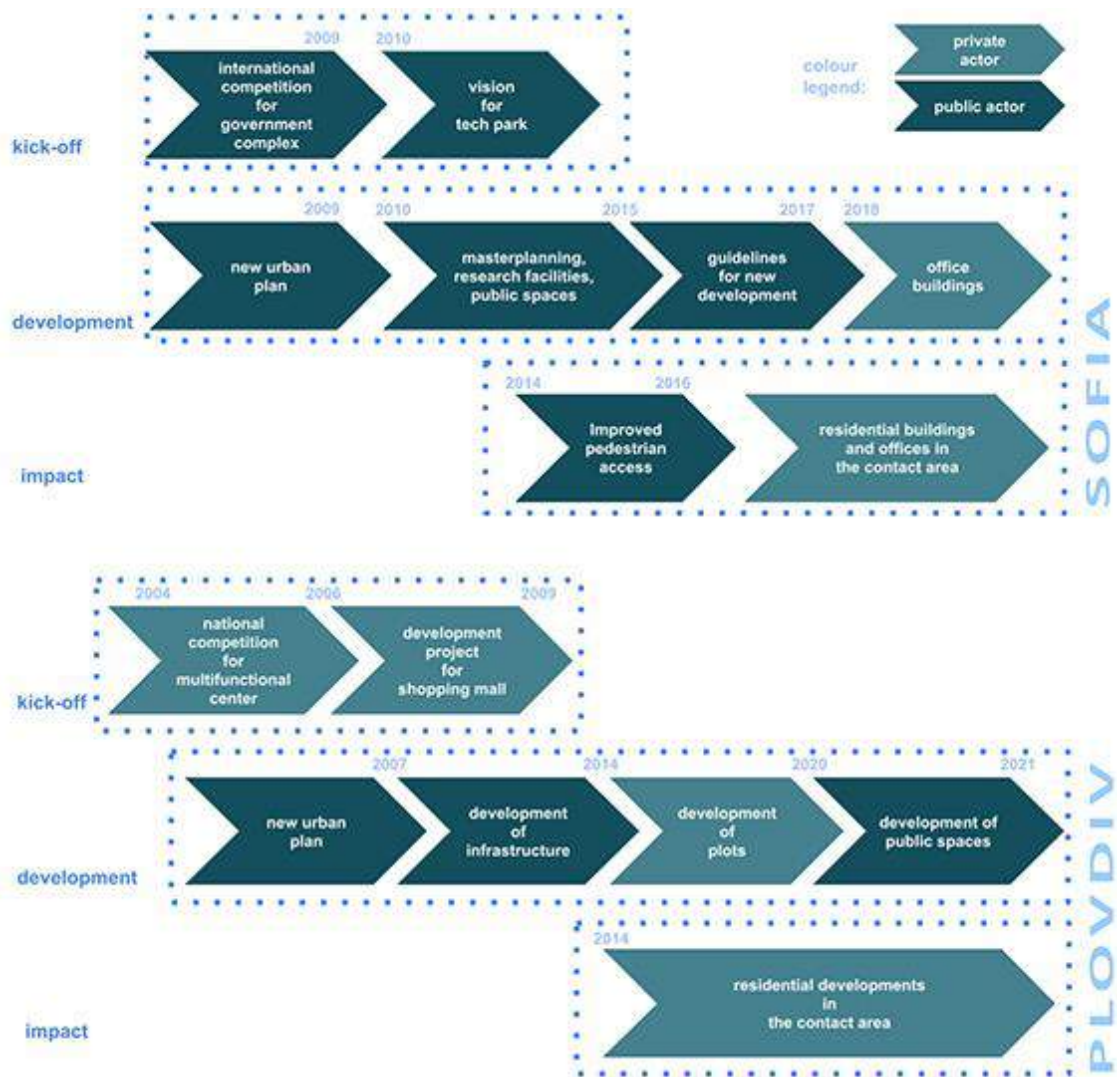 2009 2010
international
competition
for
government
complex
vision
for
tech park
kick-off
colour
legend:
private
actor
public actor
2009 2010 2015 2017 2018
new urban
plan
masterplanning,
research facilities,
public spaces
guidelines
for new
development
office
buildings
development
2014 2016
Improved
pedestrian
access
residential buildings
and offices in
the contact area
impact
SOFIA
2004 2006 2009
national
competition
for
multifunctional
center
development
project
for
shopping mall
kick-off
2007 2014 2020 2021
new urban
plan
development
of
infrastructure
development
of
plots
development of
public spaces
development
2014
residential developments
in
the contact area
impact
PLOVDIV